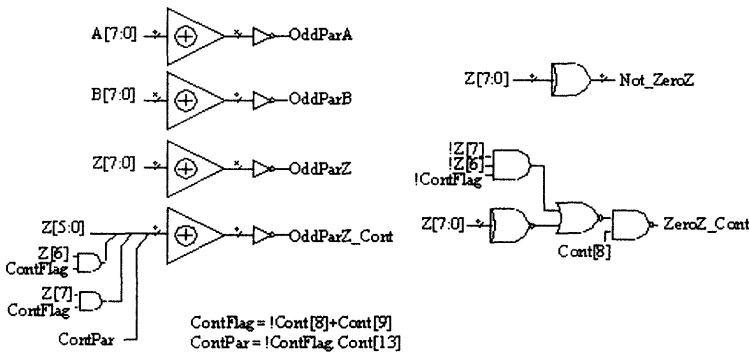 A[7:0]
OddParA
B[7:0]
OddParB
Z[7:0]
OddParZ
Z[5:0]
OddParZ_Cont
Z[6]
ContFlag
Z[7]
ContFlag
ContPar
ContFlag = !Cont[8]+Cont[9]
ContPar = !ContFlag. Cont[13]
Z[7:0]
Not_ZeroZ
!Z[7]
!Z[6]
!ContFlag
Z[7:0]
ZeroZ_Cont
Cont[8]